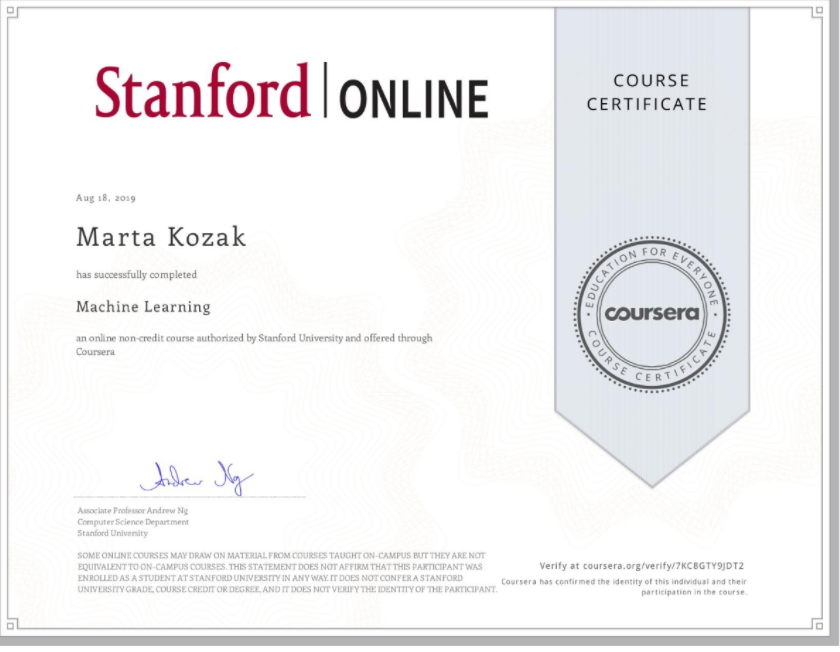 Stanford | ONLINE
COURSE
CERTIFICATE
Aug 18, 2019
Marta Kozak
has successfully completed
Machine Learning
an online non-credit course authorized by Stanford University and offered through
Coursera
EDUCATION FOR EVERYONE
coursera
COURSE CERTIFICATE
Andrew Ng
Associate Professor Andrew Ng
Computer Science Department
Stanford University
SOME ONLINE COURSES MAY DRAW ON MATERIAL FROM COURSES TAUGHT ON-CAMPUS BUT THEY ARE NOT
EQUIVALENT TO ON-CAMPUS COURSES. THIS STATEMENT DOES NOT AFFIRM THAT THIS PARTICIPANT WAS
ENROLLED AS A STUDENT AT STANFORD UNIVERSITY IN ANY WAY. IT DOES NOT CONFER A STANFORD
UNIVERSITY GRADE, COURSE CREDIT OR DEGREE, AND IT DOES NOT VERIFY THE IDENTITY OF THE PARTICIPANT.
Verify at coursera.org/verify/7KC8GTY9JDT2
Coursera has confirmed the identity of this individual and their
participation in the course.